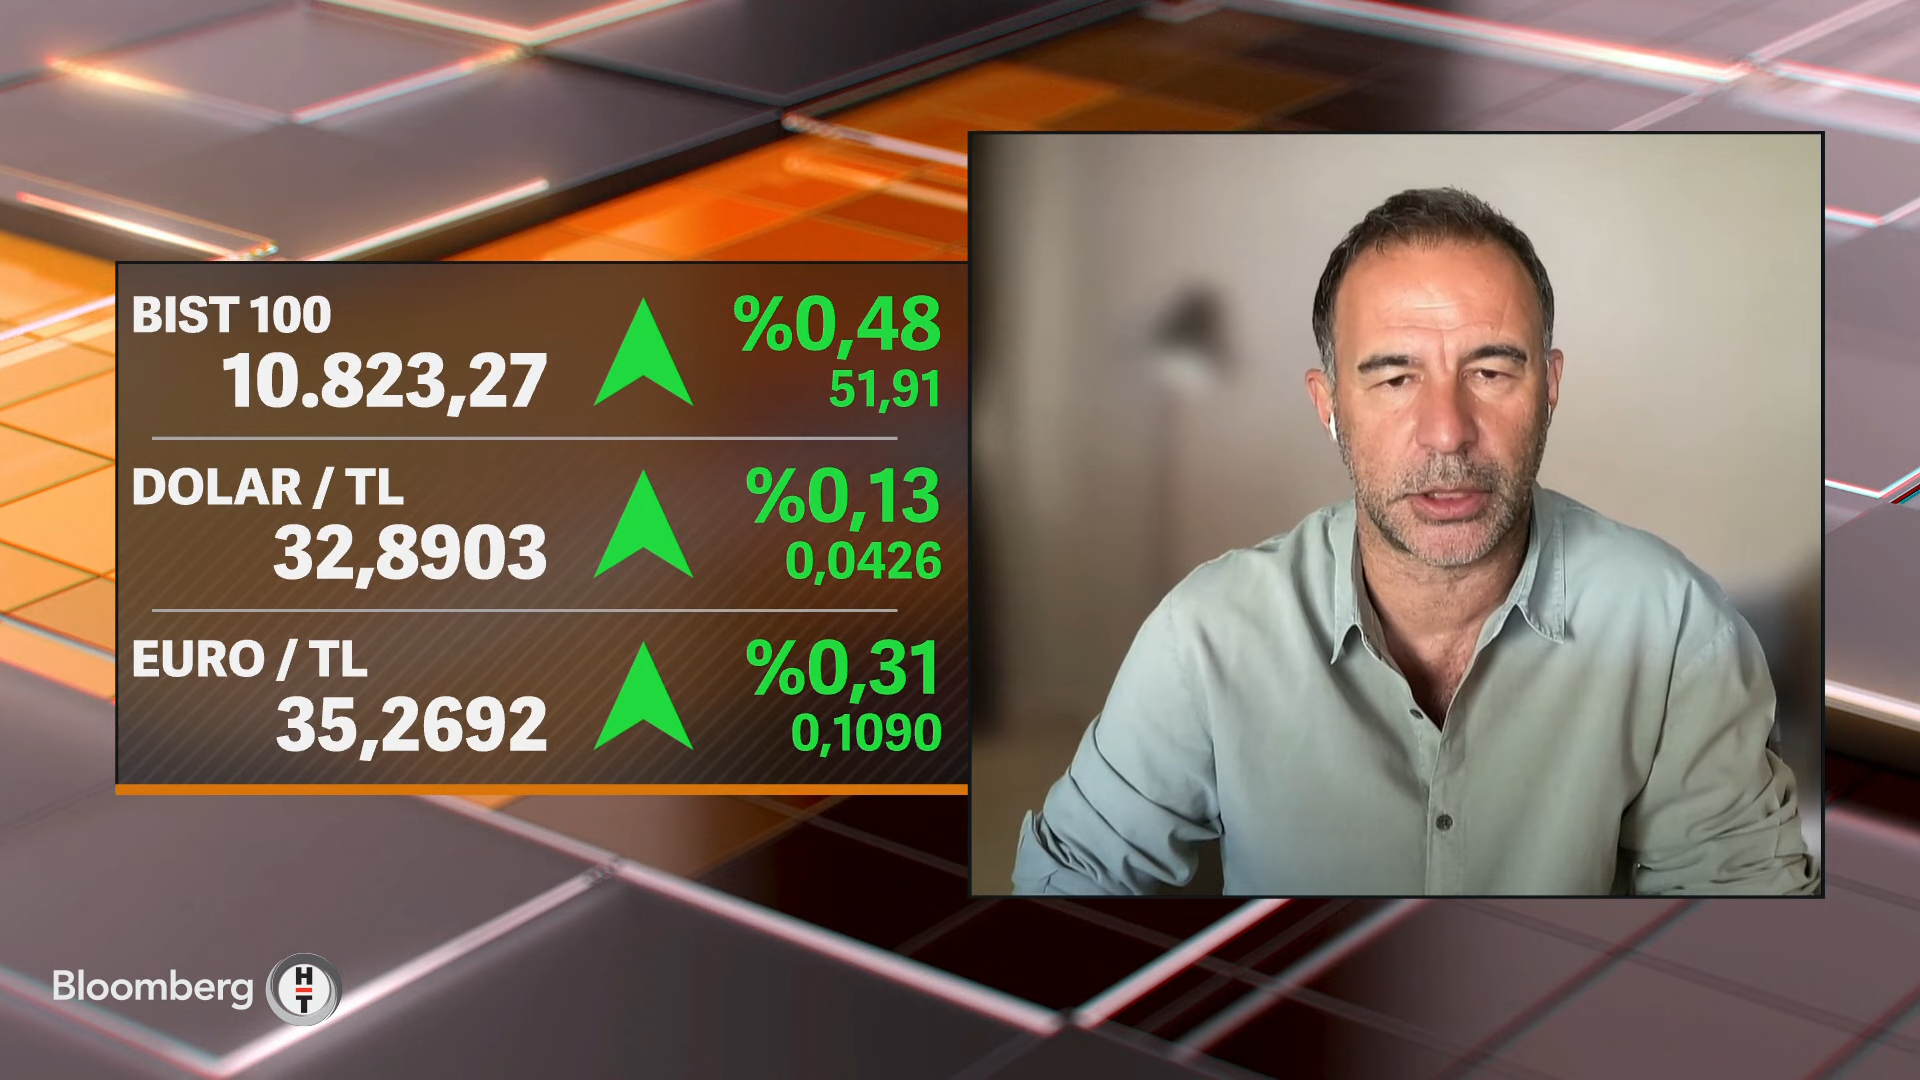 BIST 100
10.823,27
%0,48
51,91
DOLAR / TL
32,8903
%0,13
0,0426
EURO / TL
35,2692
%0,31
0,1090
Bloomberg HT